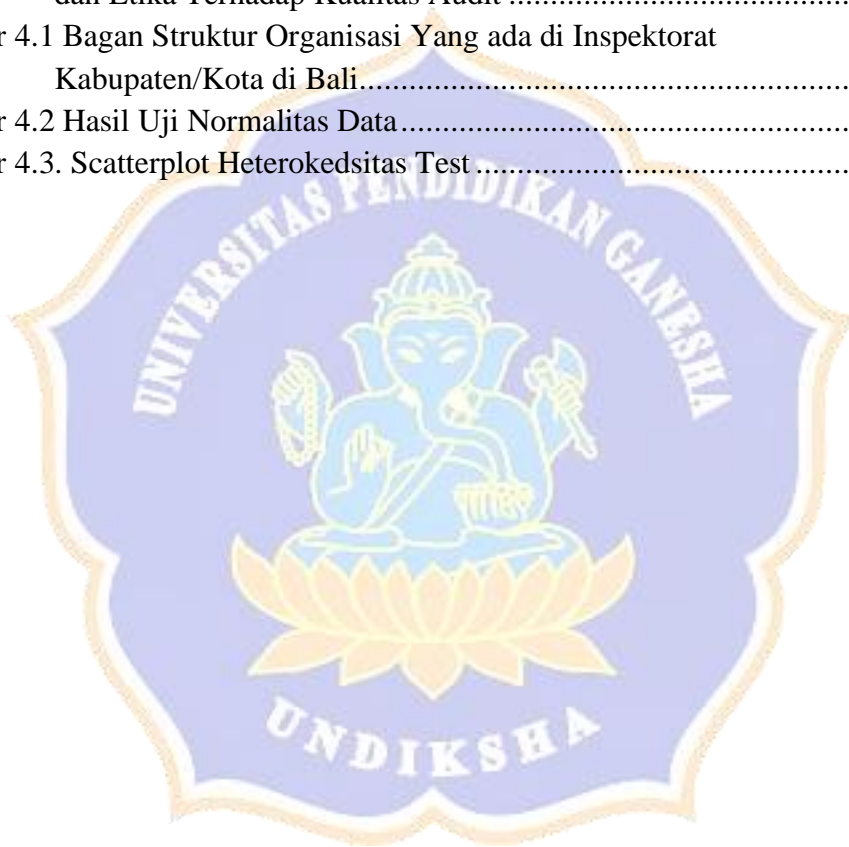 dan Etika Terhadap Kualitas Audit ..........................................
r 4.1 Bagan Struktur Organisasi Yang ada di Inspektorat
Kabupaten/Kota di Bali..............................................................
r 4.2 Hasil Uji Normalitas Data.........................................................
r 4.3. Scatterplot Heterokedsitas Test ................................................
UNIVERSITAS PENDIDIKAN GANESHA
UNDIKSHA